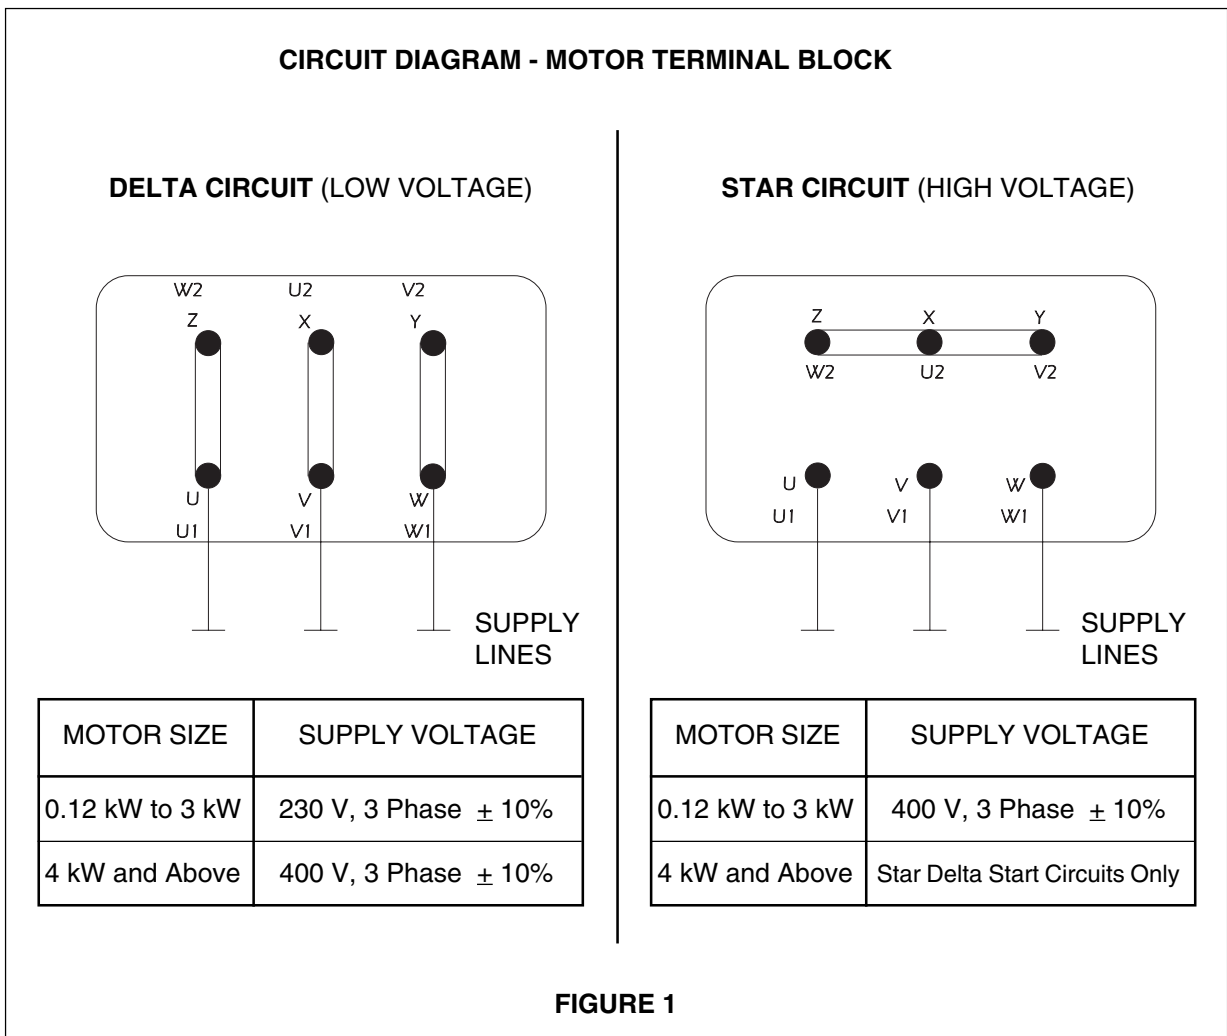 CIRCUIT DIAGRAM - MOTOR TERMINAL BLOCK
DELTA CIRCUIT (LOW VOLTAGE)
W2 U2 V2
Z X Y
U V W
U1 V1 W1
SUPPLY
LINES
MOTOR SIZE SUPPLY VOLTAGE
0.12 kW to 3 kW 230 V, 3 Phase ± 10%
4 kW and Above 400 V, 3 Phase ± 10%
STAR CIRCUIT (HIGH VOLTAGE)
Z X Y
W2 U2 V2
U V W
U1 V1 W1
SUPPLY
LINES
MOTOR SIZE SUPPLY VOLTAGE
0.12 kW to 3 kW 400 V, 3 Phase ± 10%
4 kW and Above Star Delta Start Circuits Only
FIGURE 1